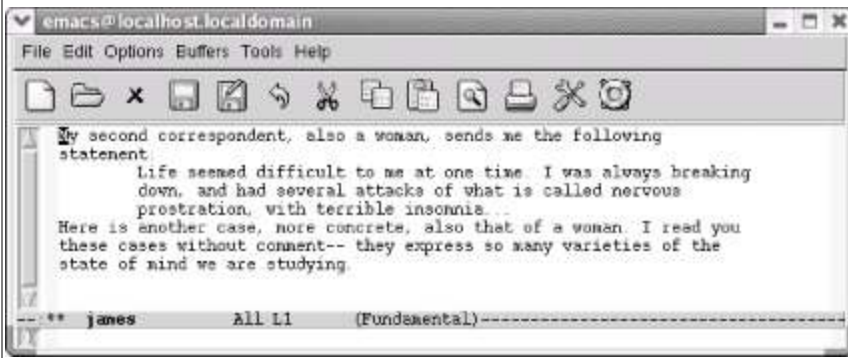 emacs@localhost.localdomain
File Edit Options Buffers Tools Help
My second correspondent, also a woman, sends me the following
statement:
Life seemed difficult to me at one time. I was always breaking
down, and had several attacks of what is called nervous
prostration, with terrible insomnia...
Here is another case, more concrete, also that of a woman. I read you
these cases without comment-- they express so many varieties of the
state of mind we are studying.
--:** james All L1 (Fundamental)--------------------------------------